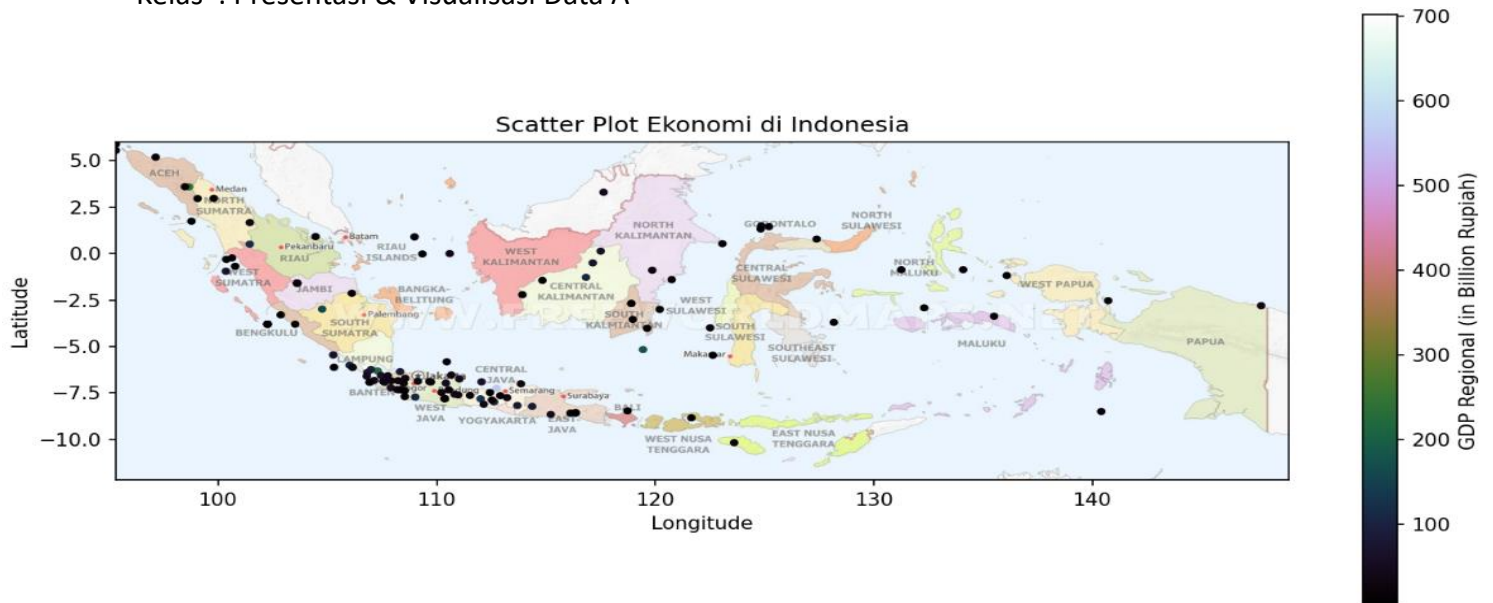 Kelas : Presentasi & Visualisasi Data A
Scatter Plot Ekonomi di Indonesia
5.0
2.5
0.0
−2.5
−5.0
−7.5
−10.0
Latitude
100
110
120
130
140
Longitude
ACEH
Medan
NORTH
SUMATRA
Pekanbaru
RIAU
Batam
RIAU
ISLANDS
WEST
SUMATRA
JAMBI
BANGKA-
BELITUNG
Palembang
SOUTH
SUMATRA
BENGKULU
LAMPUNG
BANTEN
Jakarta
WEST
JAVA
CENTRAL
JAVA
Semarang
YOGYAKARTA
Surabaya
EAST
JAVA
BALI
WEST NUSA
TENGGARA
EAST NUSA
TENGGARA
WEST
KALIMANTAN
CENTRAL
KALIMANTAN
NORTH
KALIMANTAN
SOUTH
KALMIANTAN
GORONTALO
NORTH
SULAWESI
CENTRAL
SULAWESI
WEST
SULAWESI
SOUTH
SULAWESI
Makassar
SOUTHEAST
SULAWESI
NORTH
MALUKU
MALUKU
WEST PAPUA
PAPUA
700
600
500
400
300
200
100
GDP Regional (in Billion Rupiah)